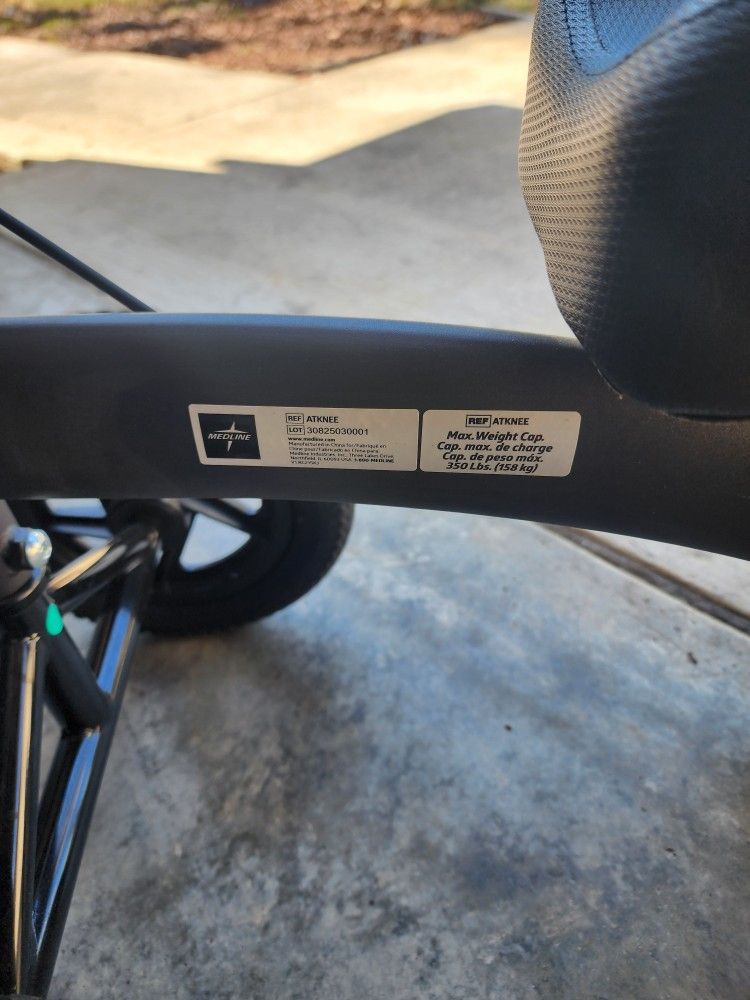 MEDLINE
REF ATKNEE
LOT 30825030001
www.medline.com
Manufactured in China for/Fabriqué en
Chine pour/Fabricado en China para
Medline Industries, Inc., Three Lakes Drive,
Northfield, IL 60093 USA. 1-800-MEDLINE
REF ATKNEE
Max. Weight Cap.
Cap. max. de charge
Cap. de peso máx.
350 Lbs. (158 kg)